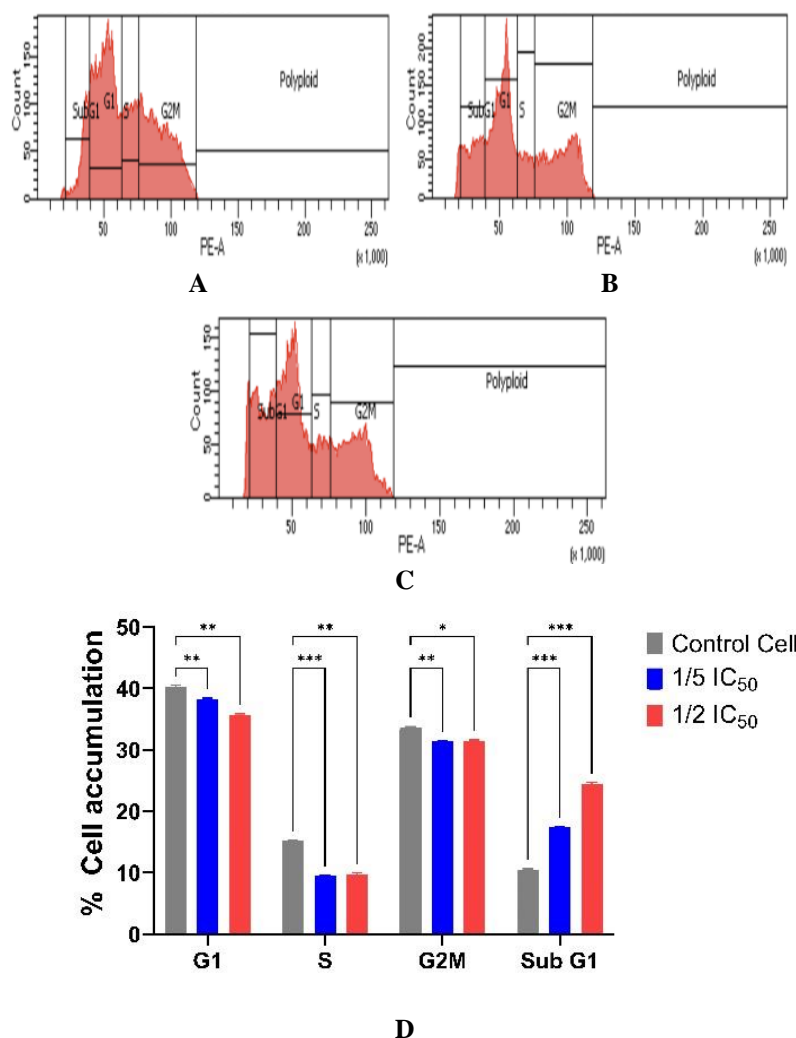 Count
50 100 150
SubG1 G1 S G2M Polyploid
50 100 150 200 250
PE-A
(x 1,000)
A
Count
0 50 100 150 200
SubG1 G1 S G2M Polyploid
50 100 150 200 250
PE-A
(x 1,000)
B
Count
0 50 100 150
SubG1 G1 S G2M Polyploid
50 100 150 200 250
PE-A
(x 1,000)
C
% Cell accumulation
50
40
30
20
10
0
** ** ** *** * ** *** ***
G1 S G2M Sub G1
Control Cell
1/5 IC50
1/2 IC50
D